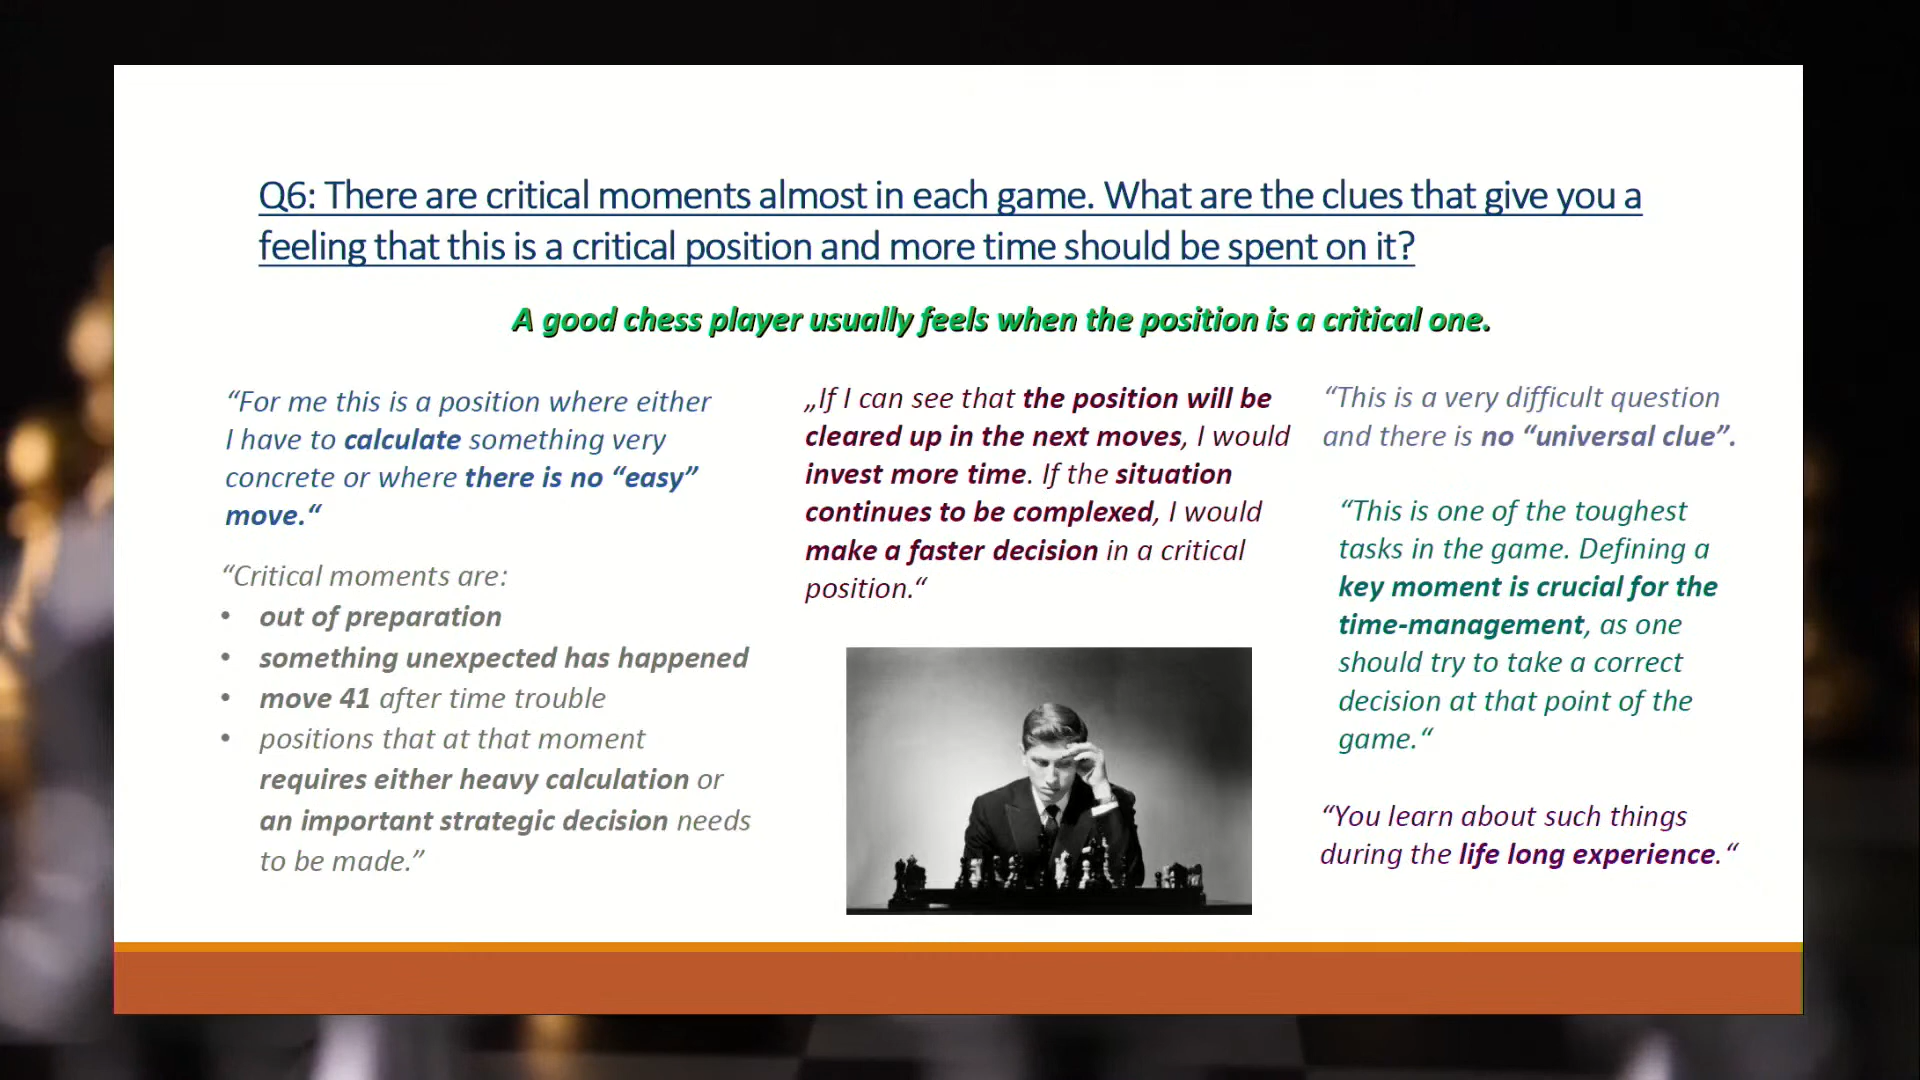 Q6: There are critical moments almost in each game. What are the clues that give you a
feeling that this is a critical position and more time should be spent on it?
A good chess player usually feels when the position is a critical one.
“For me this is a position where either
I have to calculate something very
concrete or where there is no “easy”
move.“
“Critical moments are:
• out of preparation
• something unexpected has happened
• move 41 after time trouble
• positions that at that moment
requires either heavy calculation or
an important strategic decision needs
to be made.”
„If I can see that the position will be
cleared up in the next moves, I would
invest more time. If the situation
continues to be complexed, I would
make a faster decision in a critical
position.“
“This is a very difficult question
and there is no “universal clue”.
“This is one of the toughest
tasks in the game. Defining a
key moment is crucial for the
time-management, as one
should try to take a correct
decision at that point of the
game.“
“You learn about such things
during the life long experience.“